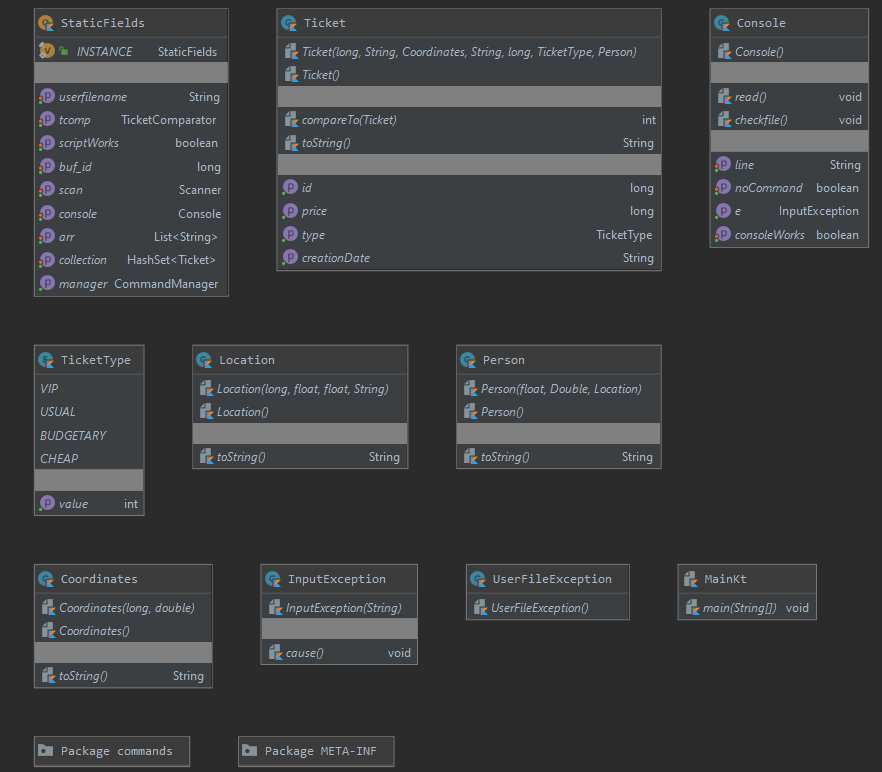 StaticFields
INSTANCE StaticFields
userfilename String
tcomp TicketComparator
scriptWorks boolean
buf_id long
scan Scanner
console Console
arr List<String>
collection HashSet<Ticket>
manager CommandManager
Ticket
Ticket(long, String, Coordinates, String, long, TicketType, Person)
Ticket()
compareTo(Ticket) int
toString() String
id long
price long
type TicketType
creationDate String
Console
Console()
read() void
checkfile() void
line String
noCommand boolean
e InputException
consoleWorks boolean
TicketType
VIP
USUAL
BUDGETARY
CHEAP
value int
Location
Location(long, float, float, String)
Location()
toString() String
Person
Person(float, Double, Location)
Person()
toString() String
Coordinates
Coordinates(long, double)
Coordinates()
toString() String
InputException
InputException(String)
cause() void
UserFileException
UserFileException()
MainKt
main(String[]) void
Package commands
Package META-INF